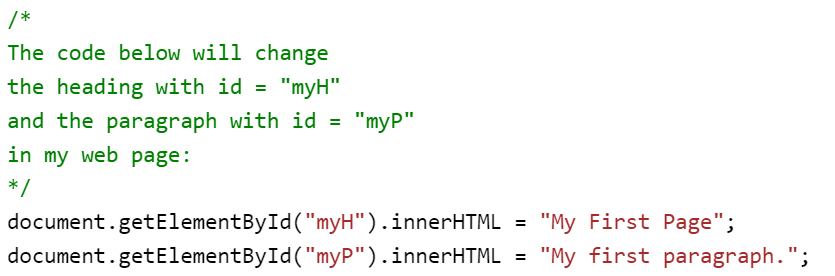 /*
The code below will change
the heading with id = "myH"
and the paragraph with id = "myP"
in my web page:
*/
document.getElementById("myH").innerHTML = "My First Page";
document.getElementById("myP").innerHTML = "My first paragraph.";